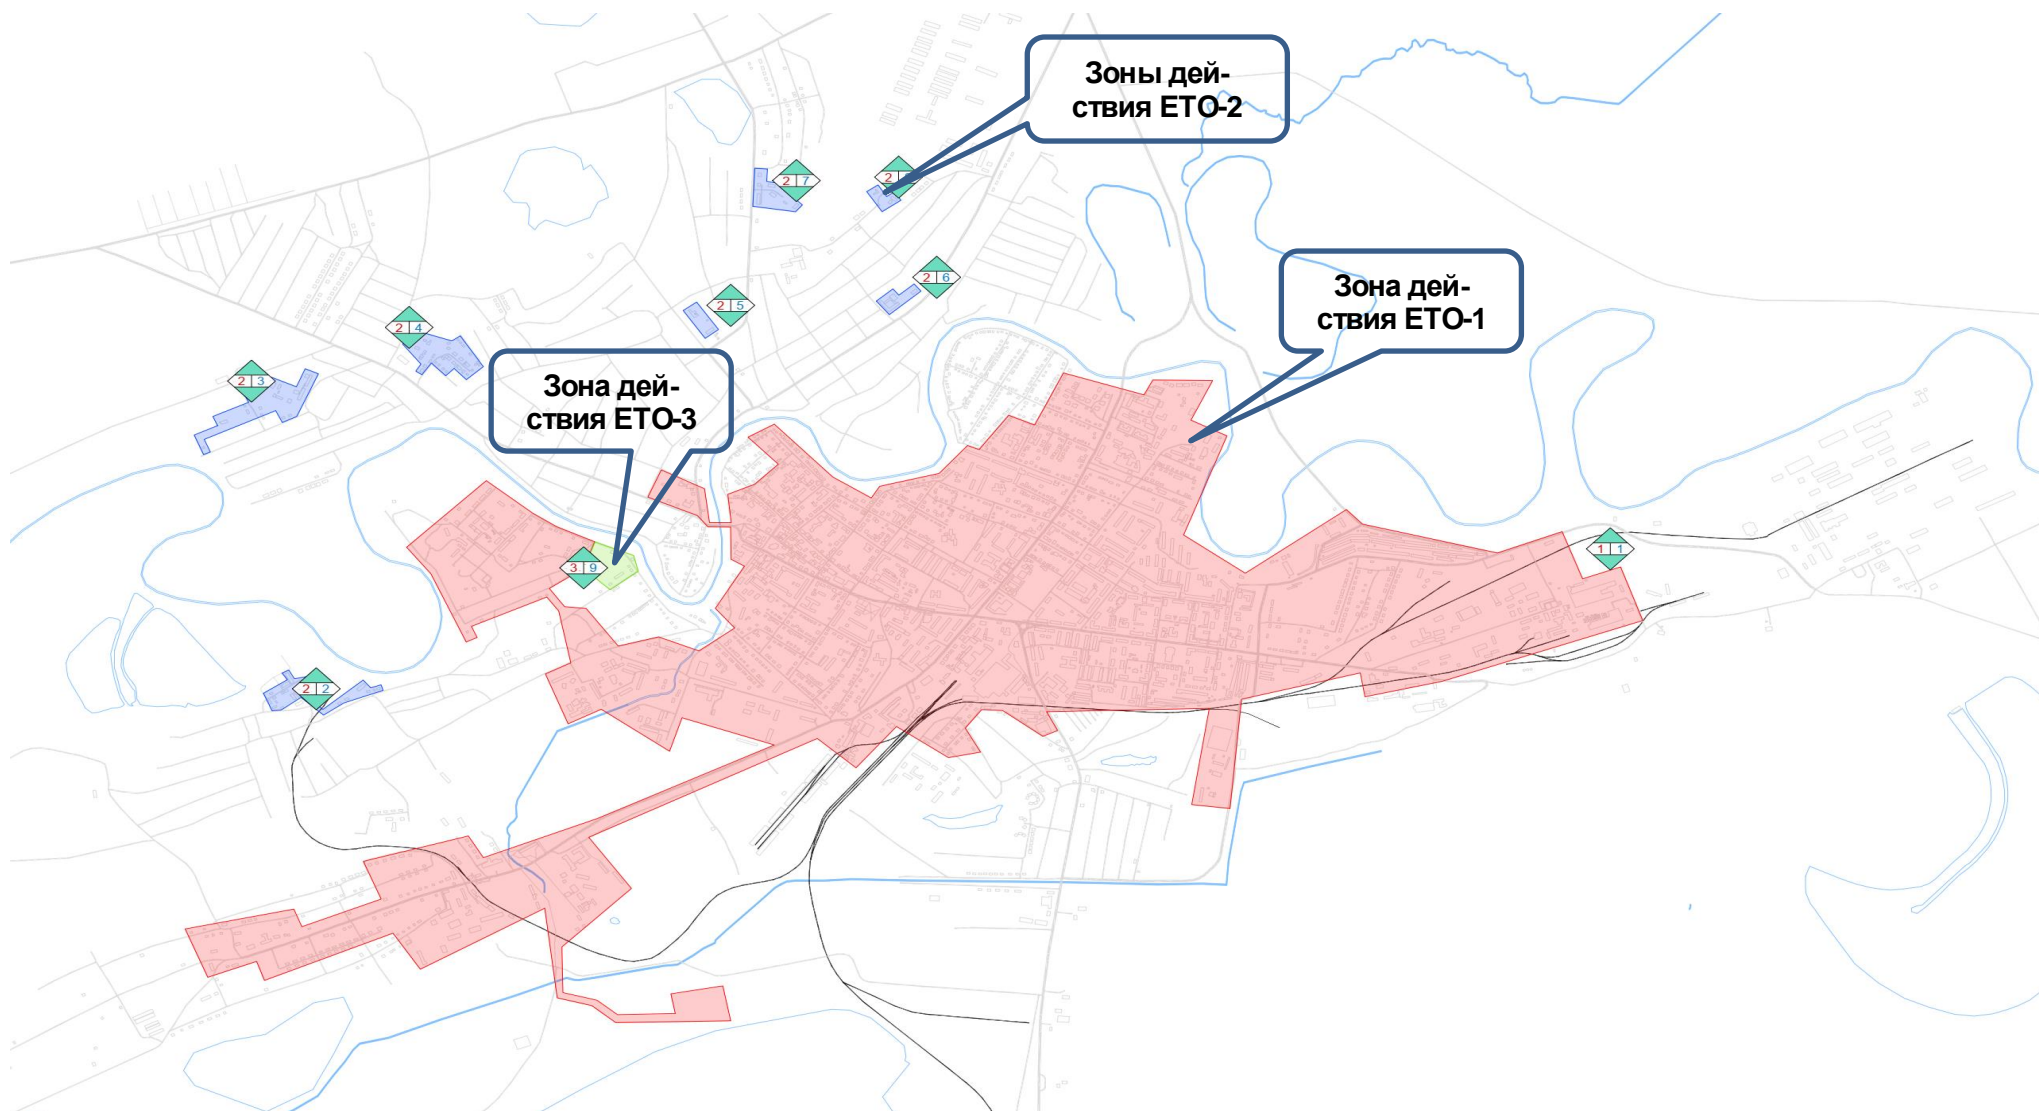 Зоны дей-
ствия ЕТО-2
2 7
2
Зона дей-
ствия ЕТО-1
2 6
2 5
2 4
2 3
Зона дей-
ствия ЕТО-3
1 1
3 9
2 2